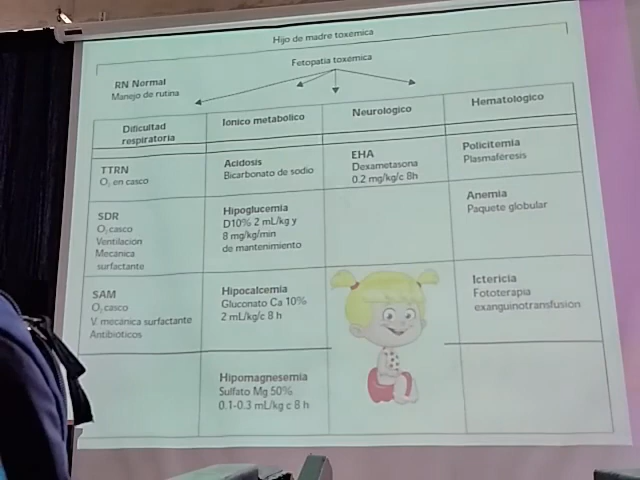 Hijo de madre toxémica
Fetopatía toxémica
RN Normal
Manejo de rutina
Dificultad
respiratoria
Ionico metabolico
Neurológico
Hematológico
TTRN
O₂ en casco
Acidosis
Bicarbonato de sodio
EHA
Dexametasona
0.2 mg/kg/c 8h
Policitemia
Plasmaféresis
SDR
O₂ casco
Ventilación
Mecánica
surfactante
Hipoglucemia
D10% 2 mL/kg y
8 mg/kg/min
de mantenimiento
Anemia
Paquete globular
SAM
O₂ casco
V. mecánica surfactante
Antibióticos
Hipocalcemia
Gluconato Ca 10%
2 mL/kg/c 8 h
Ictericia
Fototerapia
exanguinotransfusión
Hipomagnesemia
Sulfato Mg 50%
0.1-0.3 mL/kg c 8 h